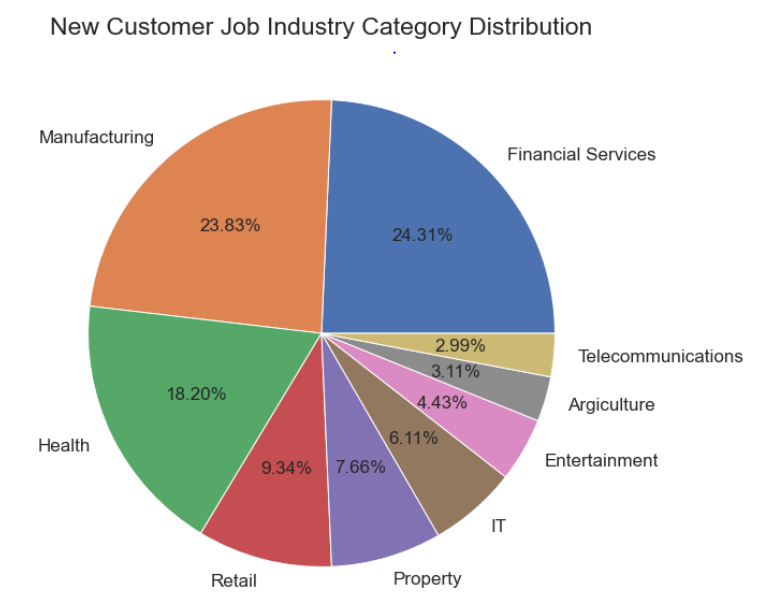 New Customer Job Industry Category Distribution
Manufacturing
Financial Services
23.83%
24.31%
2.99%
Telecommunications
3.11%
18.20%
4.43%
Argiculture
6.11%
Health
9.34%
7.66%
Entertainment
IT
Retail
Property